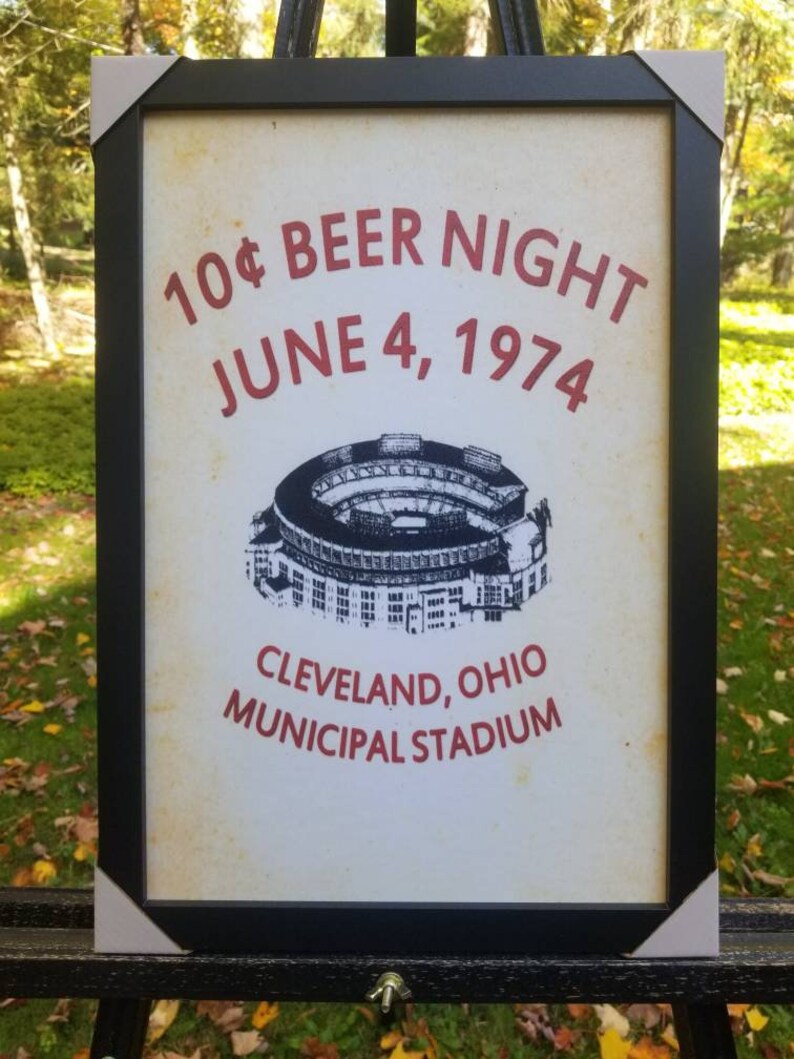 10¢ BEER NIGHT
JUNE 4, 1974
CLEVELAND, OHIO
MUNICIPAL STADIUM